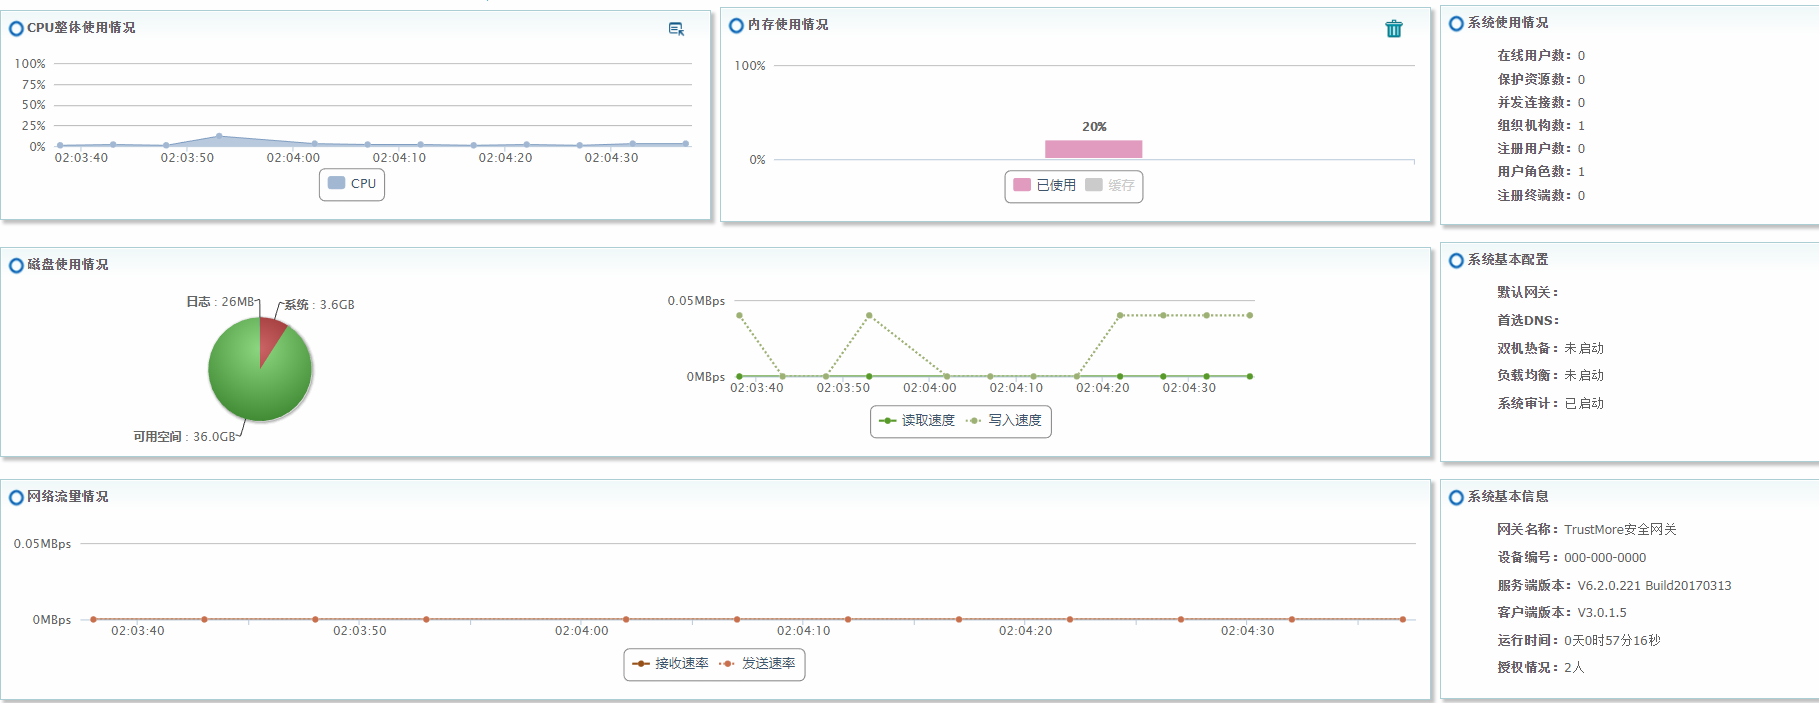 CPU整体使用情况
100%
75%
50%
25%
0%
02:03:40 02:03:50 02:04:00 02:04:10 02:04:20 02:04:30
CPU
内存使用情况
100%
20%
0%
已使用 缓存
系统使用情况
在线用户数：0
保护资源数：0
并发连接数：0
组织机构数：1
注册用户数：0
用户角色数：1
注册终端数：0
磁盘使用情况
日志 : 26MB
系统 : 3.6GB
可用空间 : 36.0GB
0.05MBps
0MBps
02:03:40 02:03:50 02:04:00 02:04:10 02:04:20 02:04:30
读取速度 写入速度
系统基本配置
默认网关：
首选DNS：
双机热备：未启动
负载均衡：未启动
系统审计：已启动
网络流量情况
0.05MBps
0MBps
02:03:40 02:03:50 02:04:00 02:04:10 02:04:20 02:04:30
接收速率 发送速率
系统基本信息
网关名称：TrustMore安全网关
设备编号：000-000-0000
服务端版本：V6.2.0.221 Build20170313
客户端版本：V3.0.1.5
运行时间：0天0时57分16秒
授权情况：2人